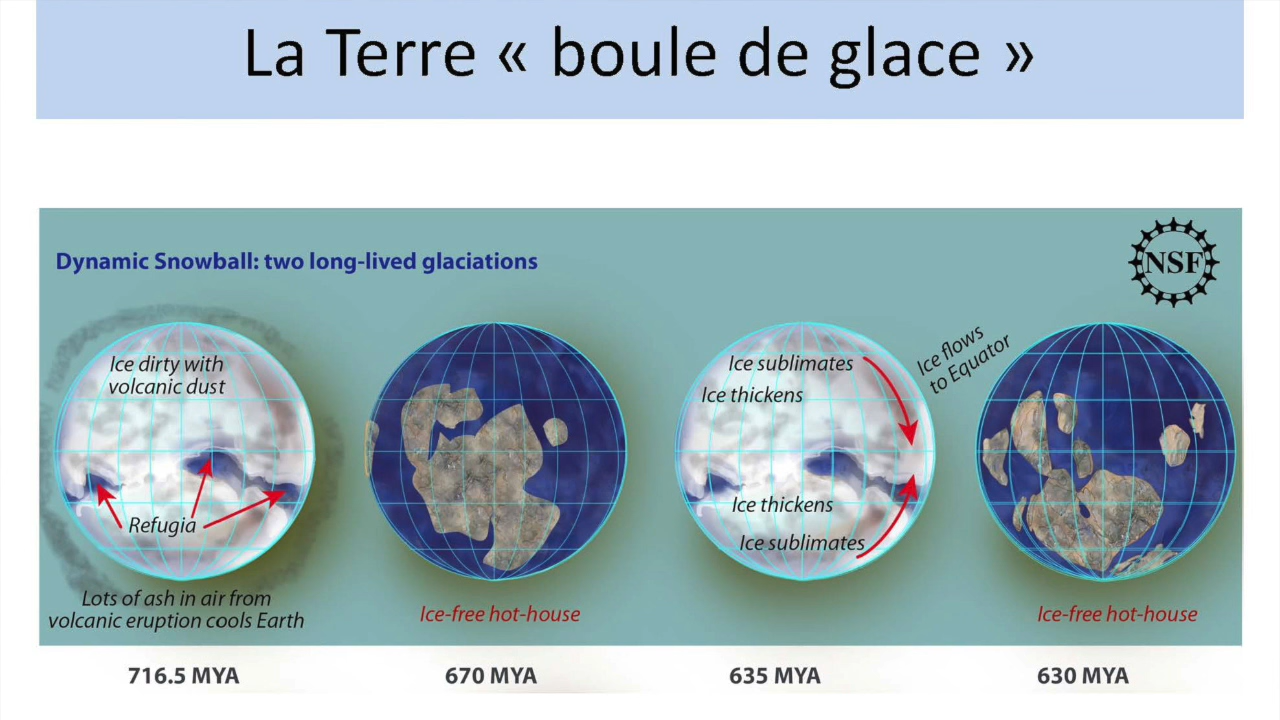 La Terre « boule de glace »
Dynamic Snowball: two long-lived glaciations
NSF
Ice dirty with
volcanic dust
Refugia
Lots of ash in air from
volcanic eruption cools Earth
716.5 MYA
Ice-free hot-house
670 MYA
Ice sublimates
Ice thickens
Ice thickens
Ice sublimates
635 MYA
Ice flows
to Equator
Ice-free hot-house
630 MYA